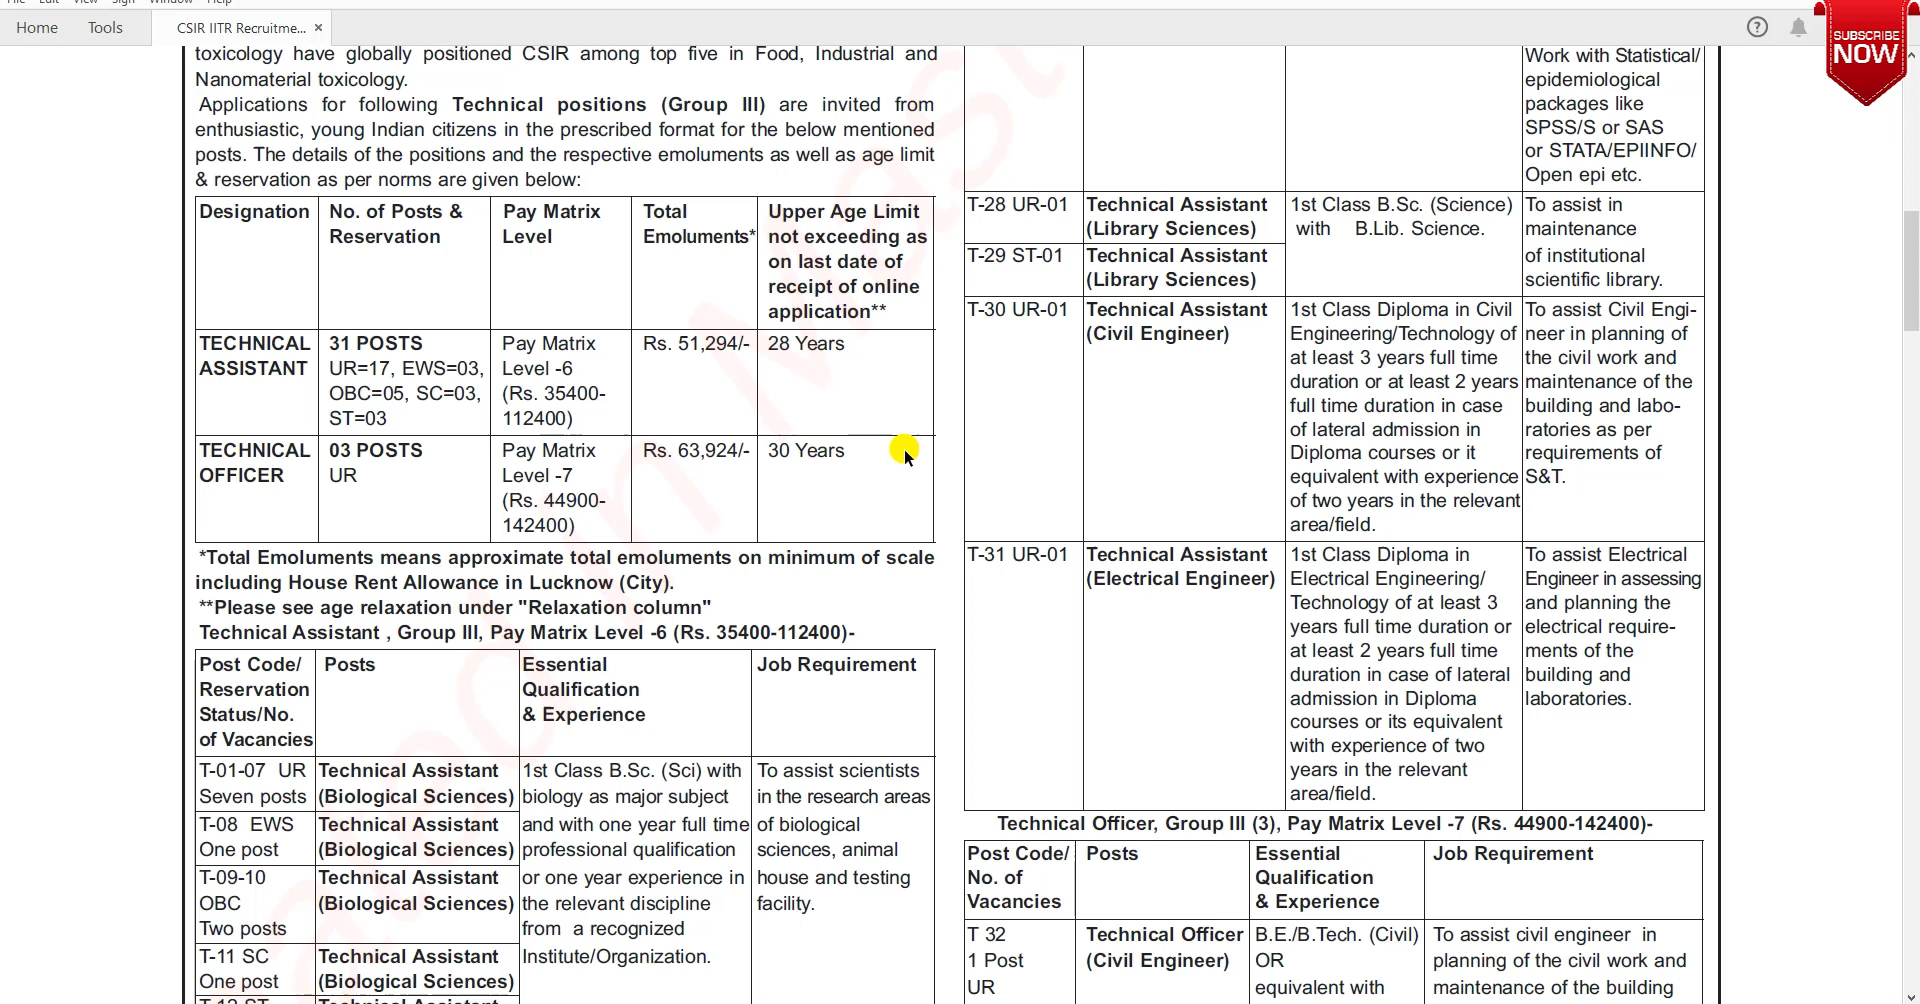 File Edit View Sign Window Help
Home Tools CSIR IITR Recruitme... ×
SUBSCRIBE
NOW
toxicology have globally positioned CSIR among top five in Food, Industrial and
Nanomaterial toxicology.
Applications for following Technical positions (Group III) are invited from
enthusiastic, young Indian citizens in the prescribed format for the below mentioned
posts. The details of the positions and the respective emoluments as well as age limit
& reservation as per norms are given below:
Designation
No. of Posts &
Reservation
Pay Matrix
Level
Total
Emoluments*
Upper Age Limit
not exceeding as
on last date of
receipt of online
application**
TECHNICAL
ASSISTANT
31 POSTS
UR=17, EWS=03,
OBC=05, SC=03,
ST=03
Pay Matrix
Level -6
(Rs. 35400-
112400)
Rs. 51,294/-
28 Years
TECHNICAL
OFFICER
03 POSTS
UR
Pay Matrix
Level -7
(Rs. 44900-
142400)
Rs. 63,924/-
30 Years
*Total Emoluments means approximate total emoluments on minimum of scale
including House Rent Allowance in Lucknow (City).
**Please see age relaxation under "Relaxation column"
Technical Assistant , Group III, Pay Matrix Level -6 (Rs. 35400-112400)-
Post Code/
Reservation
Status/No.
of Vacancies
Posts
Essential
Qualification
& Experience
Job Requirement
T-01-07 UR
Seven posts
Technical Assistant
(Biological Sciences)
T-08 EWS
One post
Technical Assistant
(Biological Sciences)
T-09-10
OBC
Two posts
Technical Assistant
(Biological Sciences)
T-11 SC
One post
Technical Assistant
(Biological Sciences)
T-12 ST
Technical Assistant
1st Class B.Sc. (Sci) with
biology as major subject
and with one year full time
professional qualification
or one year experience in
the relevant discipline
from a recognized
Institute/Organization.
To assist scientists
in the research areas
of biological
sciences, animal
house and testing
facility.
Work with Statistical/
epidemiological
packages like
SPSS/S or SAS
or STATA/EPIINFO/
Open epi etc.
T-28 UR-01
Technical Assistant
(Library Sciences)
T-29 ST-01
Technical Assistant
(Library Sciences)
1st Class B.Sc. (Science)
with B.Lib. Science.
To assist in
maintenance
of institutional
scientific library.
T-30 UR-01
Technical Assistant
(Civil Engineer)
1st Class Diploma in Civil
Engineering/Technology of
at least 3 years full time
duration or at least 2 years
full time duration in case
of lateral admission in
Diploma courses or it
equivalent with experience
of two years in the relevant
area/field.
To assist Civil Engi-
neer in planning of
the civil work and
maintenance of the
building and labo-
ratories as per
requirements of
S&T.
T-31 UR-01
Technical Assistant
(Electrical Engineer)
1st Class Diploma in
Electrical Engineering/
Technology of at least 3
years full time duration or
at least 2 years full time
duration in case of lateral
admission in Diploma
courses or its equivalent
with experience of two
years in the relevant
area/field.
To assist Electrical
Engineer in assessing
and planning the
electrical require-
ments of the
building and
laboratories.
Technical Officer, Group III (3), Pay Matrix Level -7 (Rs. 44900-142400)-
Post Code/
No. of
Vacancies
Posts
Essential
Qualification
& Experience
Job Requirement
T 32
1 Post
UR
Technical Officer
(Civil Engineer)
B.E./B.Tech. (Civil)
OR
equivalent with
To assist civil engineer in
planning of the civil work and
maintenance of the building